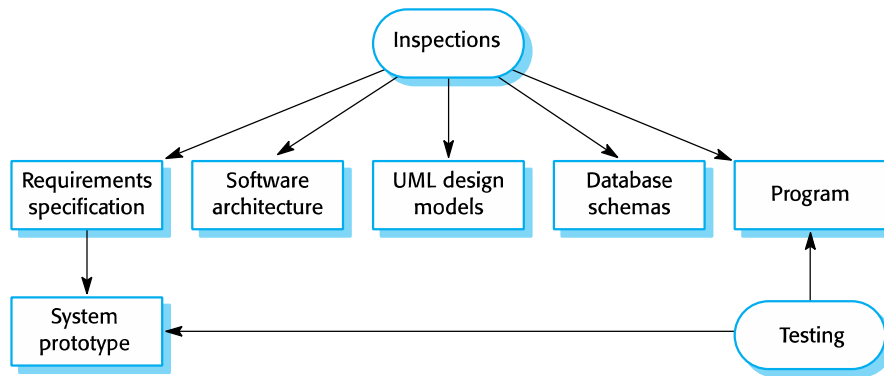 Inspections
Requirements
specification
Software
architecture
UML design
models
Database
schemas
Program
System
prototype
Testing